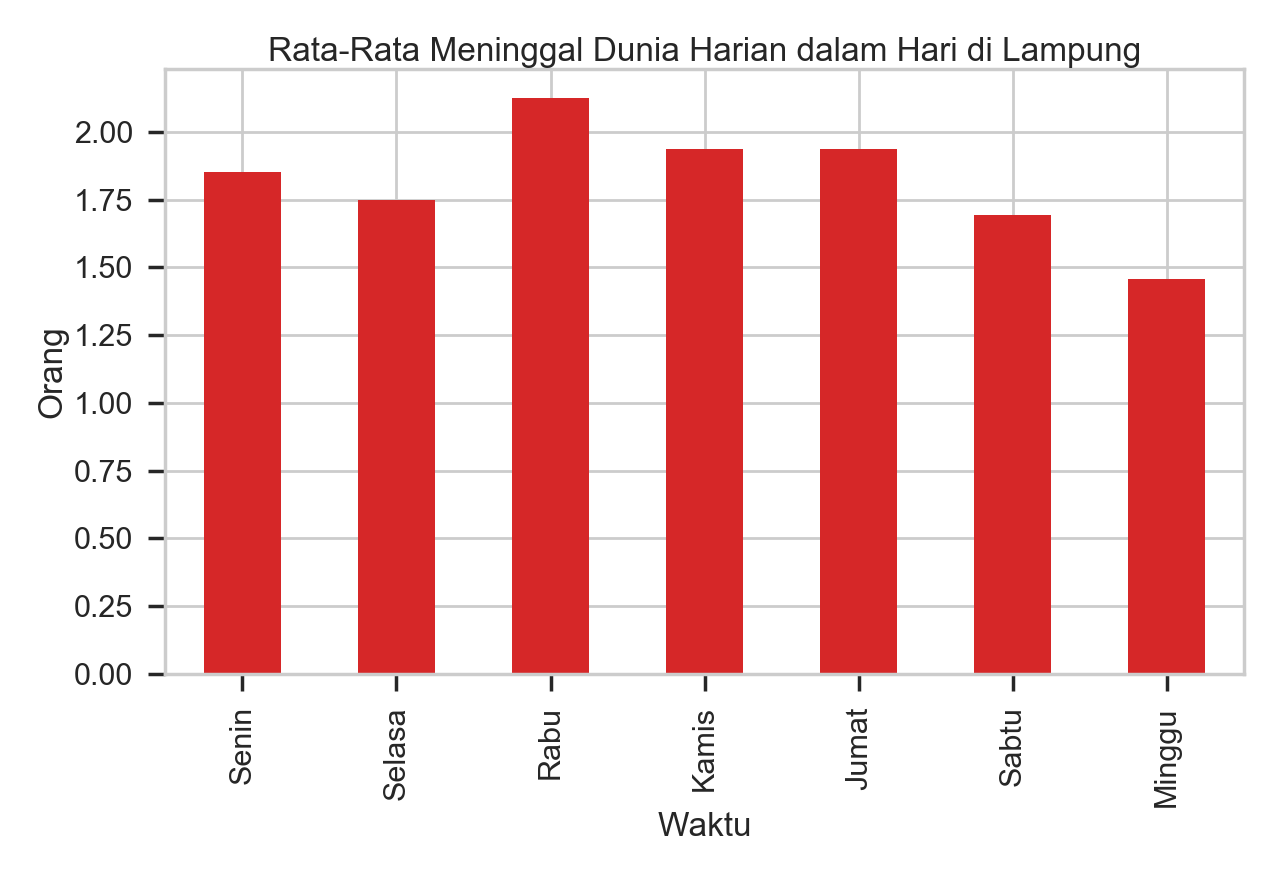 Rata-Rata Meninggal Dunia Harian dalam Hari di Lampung
Orang
2.00
1.75
1.50
1.25
1.00
0.75
0.50
0.25
0.00
Senin
Selasa
Rabu
Kamis
Jumat
Sabtu
Minggu
Waktu